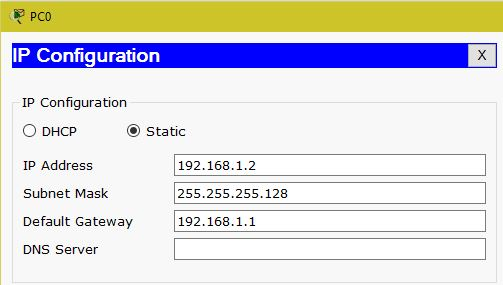 PC0
IP Configuration X
IP Configuration
DHCP Static
IP Address 192.168.1.2
Subnet Mask 255.255.255.128
Default Gateway 192.168.1.1
DNS Server